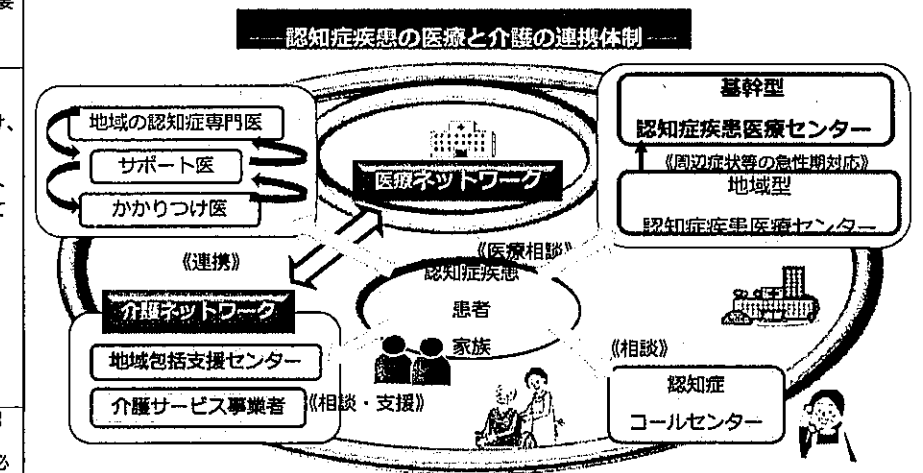 認知症疾患の医療と介護の連携体制
地域の認知症専門医
サポート医
かかりつけ医
医療ネットワーク
基幹型
認知症疾患医療センター
《周辺症状等の急性期対応》
地域型
認知症疾患医療センター
《連携》
《医療相談》
認知症疾患
患者
家族
介護ネットワーク
地域包括支援センター
介護サービス事業者
《相談・支援》
《相談》
認知症
コールセンター